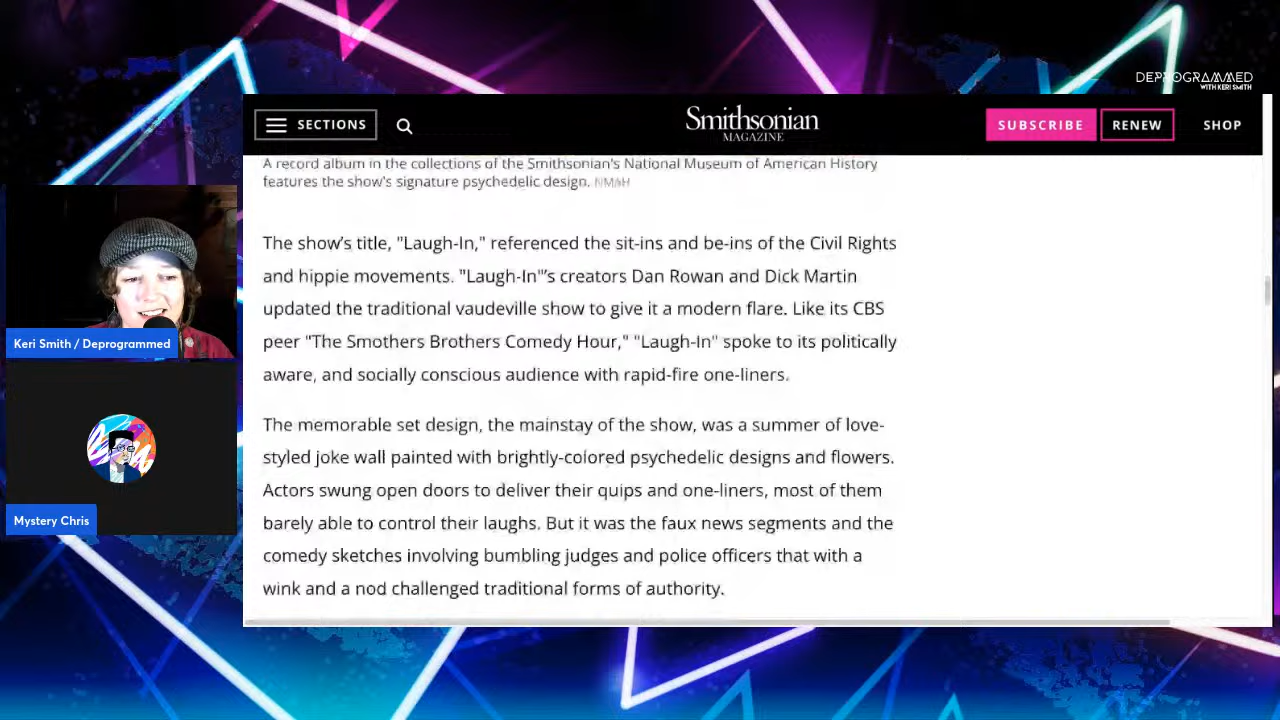 DEPROGRAMMED
WITH KERI SMITH
SECTIONS
Smithsonian
MAGAZINE
SUBSCRIBE
RENEW
SHOP
A record album in the collections of the Smithsonian's National Museum of American History
features the show's signature psychedelic design. NMAH
The show’s title, "Laugh-In," referenced the sit-ins and be-ins of the Civil Rights
and hippie movements. "Laugh-In"’s creators Dan Rowan and Dick Martin
updated the traditional vaudeville show to give it a modern flare. Like its CBS
peer "The Smothers Brothers Comedy Hour," "Laugh-In" spoke to its politically
aware, and socially conscious audience with rapid-fire one-liners.
The memorable set design, the mainstay of the show, was a summer of love-
styled joke wall painted with brightly-colored psychedelic designs and flowers.
Actors swung open doors to deliver their quips and one-liners, most of them
barely able to control their laughs. But it was the faux news segments and the
comedy sketches involving bumbling judges and police officers that with a
wink and a nod challenged traditional forms of authority.
Keri Smith / Deprogrammed
Mystery Chris